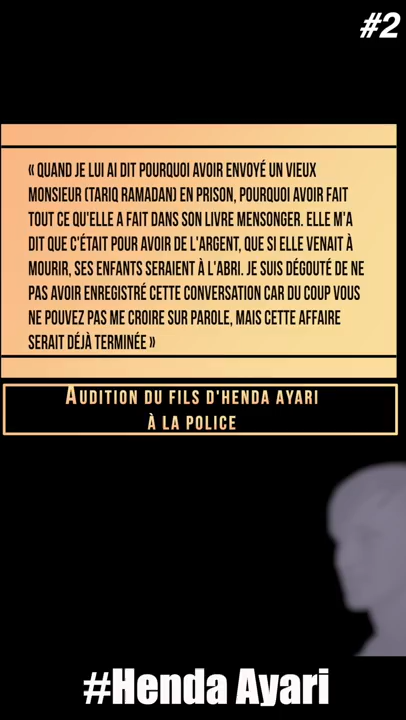 #2
« QUAND JE LUI AI DIT POURQUOI AVOIR ENVOYÉ UN VIEUX
MONSIEUR (TARIQ RAMADAN) EN PRISON, POURQUOI AVOIR FAIT
TOUT CE QU'ELLE A FAIT DANS SON LIVRE MENSONGER. ELLE M'A
DIT QUE C'ÉTAIT POUR AVOIR DE L'ARGENT, QUE SI ELLE VENAIT À
MOURIR, SES ENFANTS SERAIENT À L'ABRI. JE SUIS DÉGOUTÉ DE NE
PAS AVOIR ENREGISTRÉ CETTE CONVERSATION CAR DU COUP VOUS
NE POUVEZ PAS ME CROIRE SUR PAROLE, MAIS CETTE AFFAIRE
SERAIT DÉJÀ TERMINÉE »
AUDITION DU FILS D'HENDA AYARI
À LA POLICE
#Henda Ayari